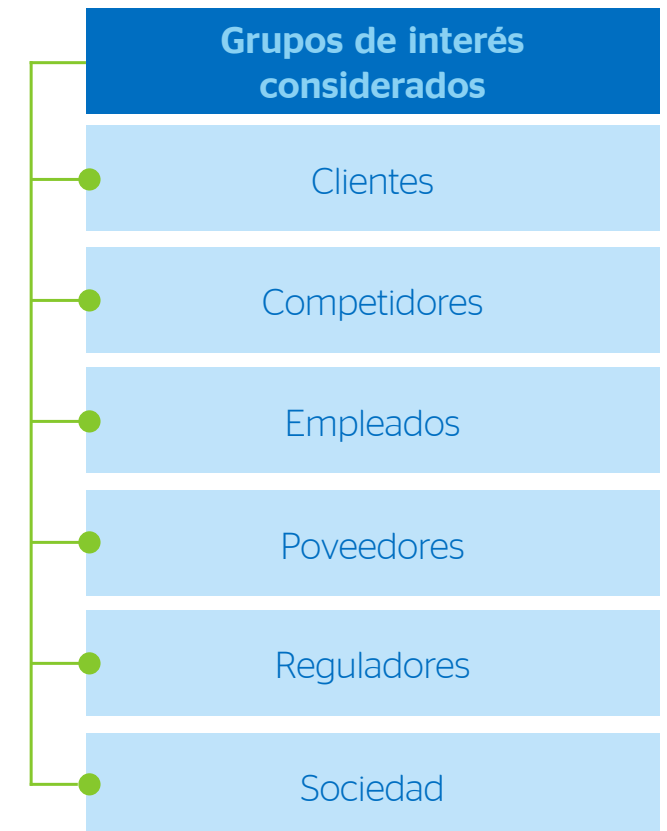 Grupos de interés
considerados
Clientes
Competidores
Empleados
Poveedores
Reguladores
Sociedad